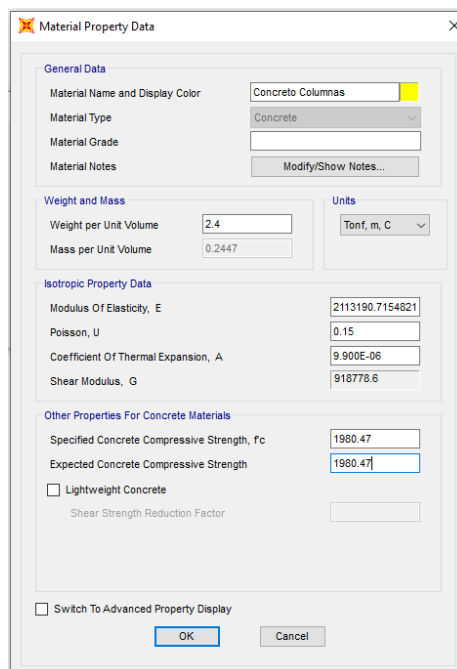 Material Property Data
General Data
Material Name and Display Color Concreto Columnas
Material Type Concrete
Material Grade
Material Notes Modify/Show Notes...
Weight and Mass Units
Weight per Unit Volume 2.4 Tonf, m, C
Mass per Unit Volume 0.2447
Isotropic Property Data
Modulus Of Elasticity, E 2113190.7154821
Poisson, U 0.15
Coefficient Of Thermal Expansion, A 9.900E-06
Shear Modulus, G 918778.6
Other Properties For Concrete Materials
Specified Concrete Compressive Strength, f'c 1980.47
Expected Concrete Compressive Strength 1980.47
Lightweight Concrete
Shear Strength Reduction Factor
Switch To Advanced Property Display
OK Cancel